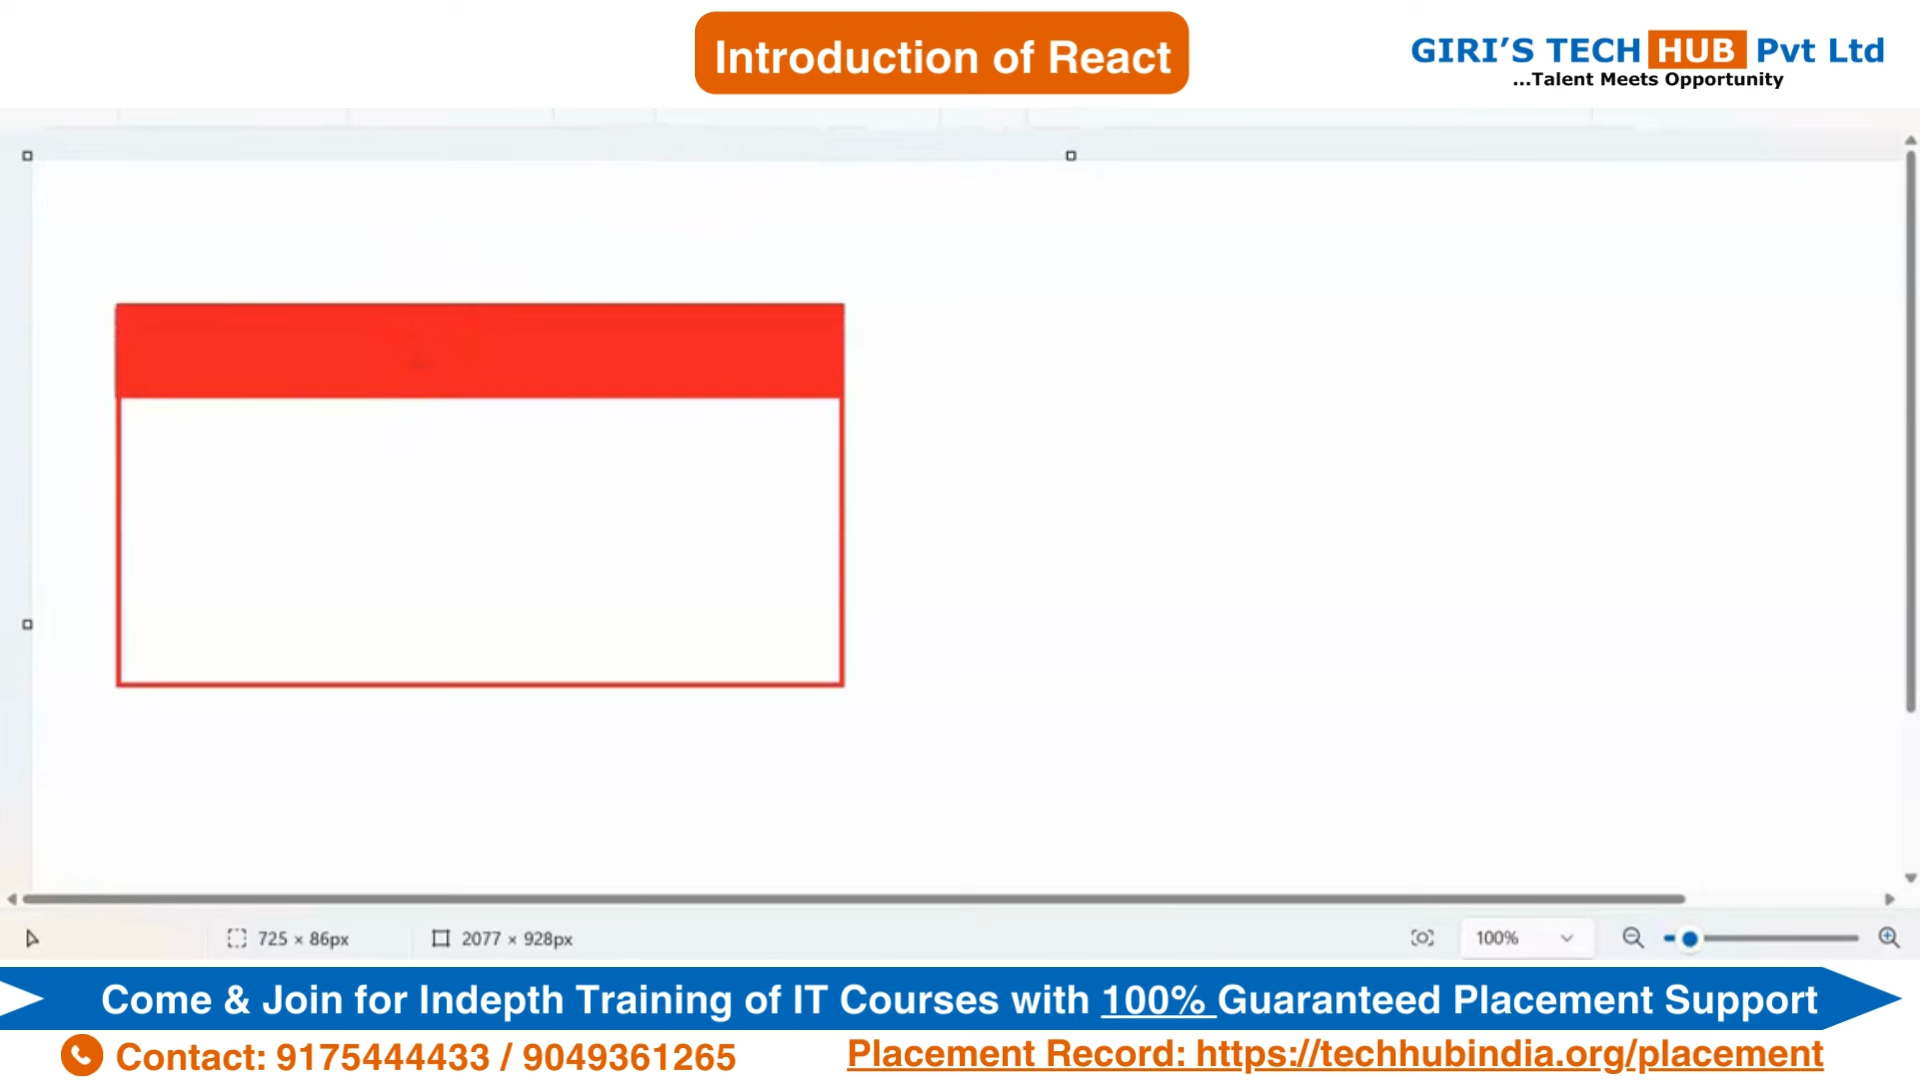 Introduction of React
GIRI’S TECH HUB Pvt Ltd
...Talent Meets Opportunity
725 × 86px
2077 × 928px
100%
Come & Join for Indepth Training of IT Courses with 100% Guaranteed Placement Support
Contact: 9175444433 / 9049361265
Placement Record: https://techhubindia.org/placement